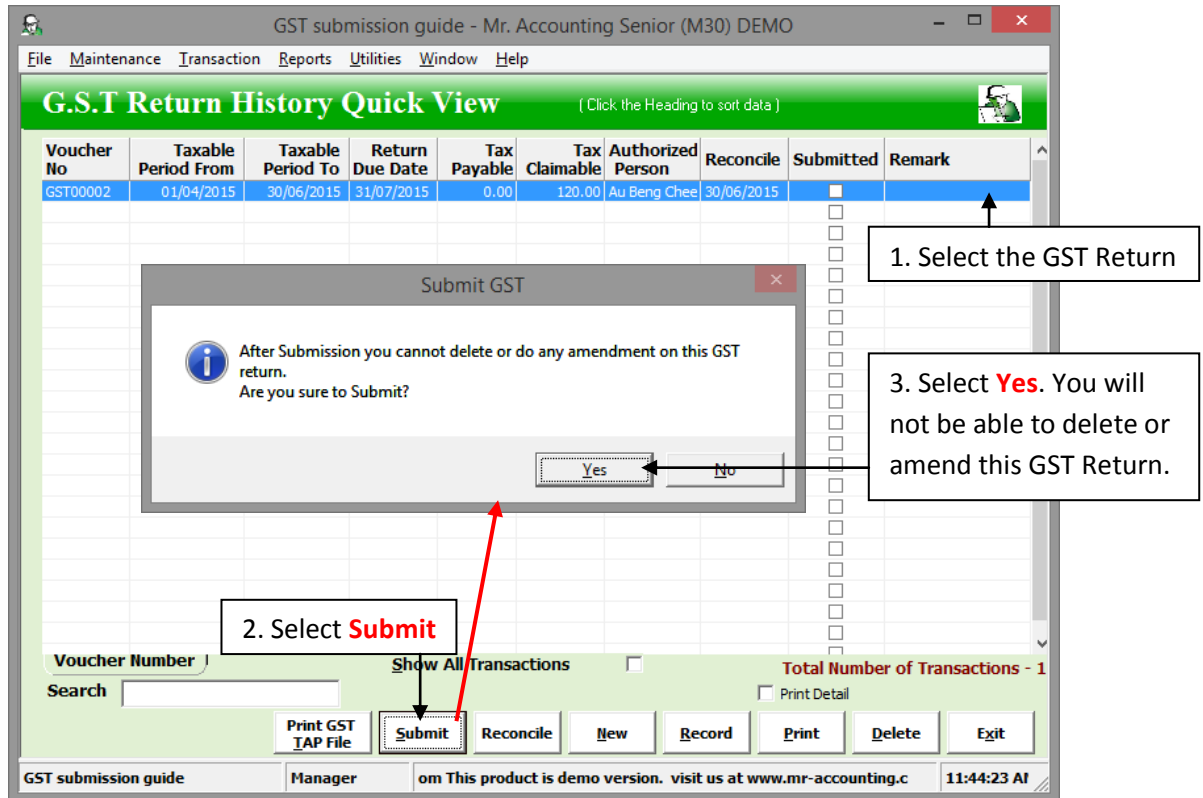 GST submission guide - Mr. Accounting Senior (M30) DEMO
File Maintenance Transaction Reports Utilities Window Help
G.S.T Return History Quick View ( Click the Heading to sort data )
Voucher No Taxable Period From Taxable Period To Return Due Date Tax Payable Tax Claimable Authorized Person Reconcile Submitted Remark
GST00002 01/04/2015 30/06/2015 31/07/2015 0.00 120.00 Au Beng Chee 30/06/2015
1. Select the GST Return
Submit GST
After Submission you cannot delete or do any amendment on this GST
return.
Are you sure to Submit?
Yes No
3. Select Yes. You will
not be able to delete or
amend this GST Return.
2. Select Submit
Voucher Number Show All Transactions Total Number of Transactions - 1
Search Print Detail
Print GST
TAP File
Submit Reconcile New Record Print Delete Exit
GST submission guide Manager om This product is demo version. visit us at www.mr-accounting.c 11:44:23 AM